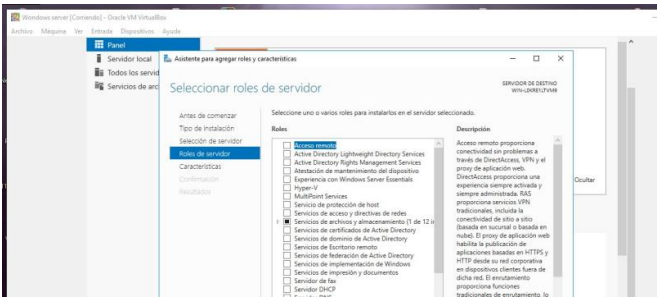 Wondows server [Corriendo] - Oracle VM VirtualBox
Archivo Máquina Ver Entrada Dispositivos Ayuda
Panel
Servidor local
Todos los servid
Servicios de arc
Asistente para agregar roles y características
Seleccionar roles de servidor
SERVIDOR DE DESTINO
Antes de comenzar
Tipo de instalación
Selección de servidor
Roles de servidor
Características
Confirmación
Resultados
Seleccione uno o varios roles para instalarlos en el servidor seleccionado.
Roles
Acceso remoto
Active Directory Lightweight Directory Services
Active Directory Rights Management Services
Atestación de mantenimiento del dispositivo
Experiencia con Windows Server Essentials
Hyper-V
MultiPoint Services
Servicio de protección de host
Servicios de acceso y directivas de redes
Servicios de archivos y almacenamiento (1 de 12 in
Servicios de certificados de Active Directory
Servicios de dominio de Active Directory
Servicios de Escritorio remoto
Servicios de federación de Active Directory
Servicios de implementación de Windows
Servicios de impresión y documentos
Servidor de fax
Servidor DHCP
Servidor DNS
Descripción
Acceso remoto proporciona
conectividad sin problemas a
través de DirectAccess, VPN y el
proxy de aplicación web.
DirectAccess proporciona una
experiencia siempre activada y
siempre administrada. RAS
proporciona servicios VPN
tradicionales, incluida la
conectividad de sitio a sitio
(basada en sucursal o basada en
nube). El proxy de aplicación web
habilita la publicación de
aplicaciones basadas en HTTPS y
HTTP desde su red corporativa
en dispositivos clientes fuera de
dicha red. El enrutamiento
proporciona funciones
tradicionales de enrutamiento, lo
Ocultar